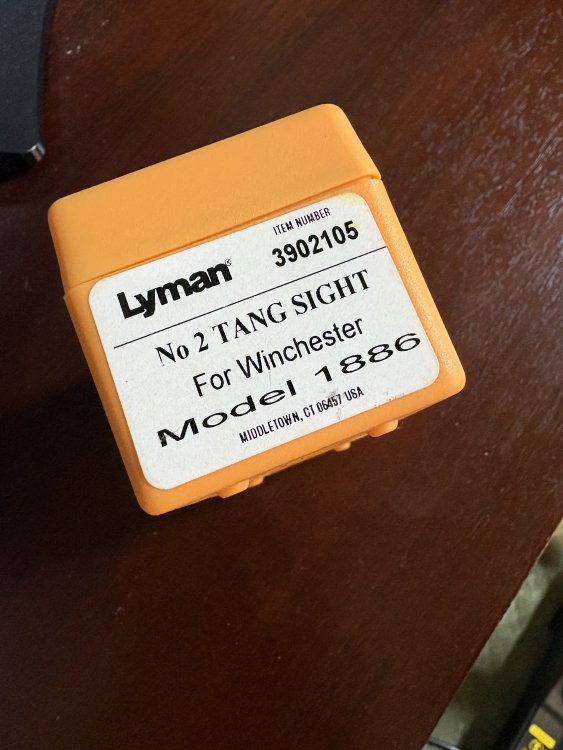 ITEM NUMBER
Lyman® 3902105
No 2 TANG SIGHT
For Winchester
Model 1886
MIDDLETOWN, CT 06457 USA